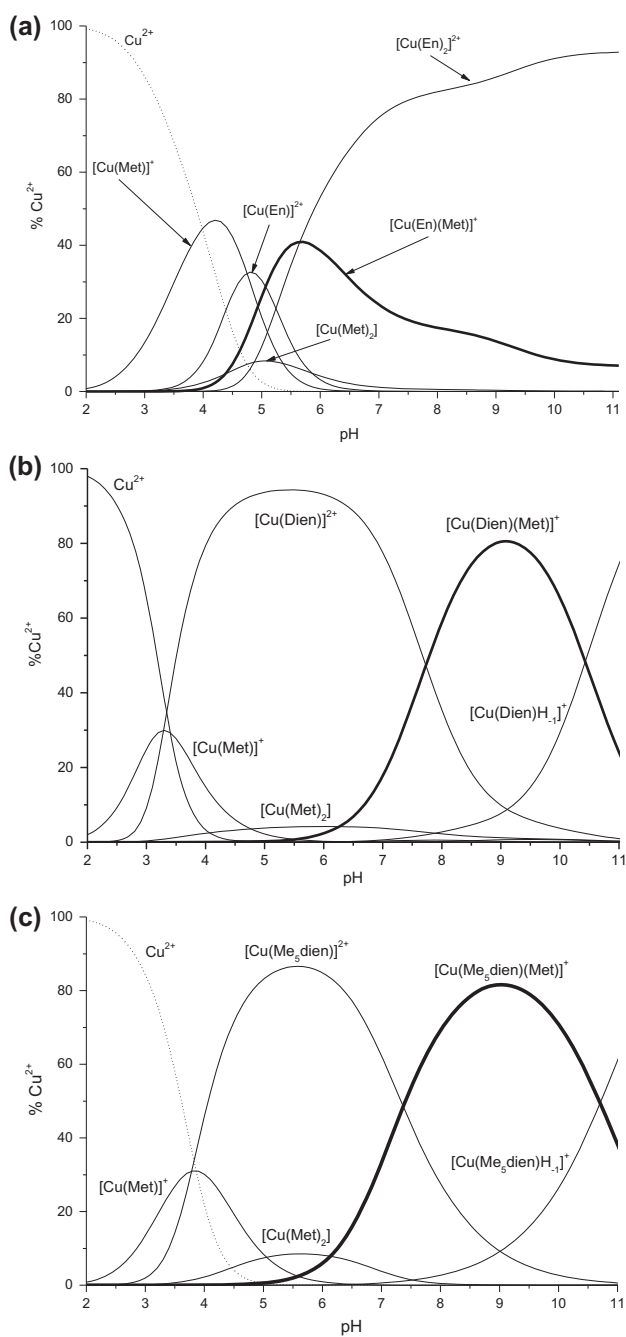 (a)
Cu²⁺
[Cu(En)₂]²⁺
[Cu(Met)]⁺
[Cu(En)]²⁺
[Cu(En)(Met)]⁺
[Cu(Met)₂]
% Cu²⁺
100
80
60
40
20
0
2 3 4 5 6 7 8 9 10 11
pH
(b)
Cu²⁺
[Cu(Dien)]²⁺
[Cu(Dien)(Met)]⁺
[Cu(Met)]⁺
[Cu(Dien)H₋₁]⁺
[Cu(Met)₂]
%Cu²⁺
100
80
60
40
20
0
2 3 4 5 6 7 8 9 10 11
pH
(c)
Cu²⁺
[Cu(Me₅dien)]²⁺
[Cu(Me₅dien)(Met)]⁺
[Cu(Met)]⁺
[Cu(Me₅dien)H₋₁]⁺
[Cu(Met)₂]
% Cu²⁺
100
80
60
40
20
0
2 3 4 5 6 7 8 9 10 11
pH